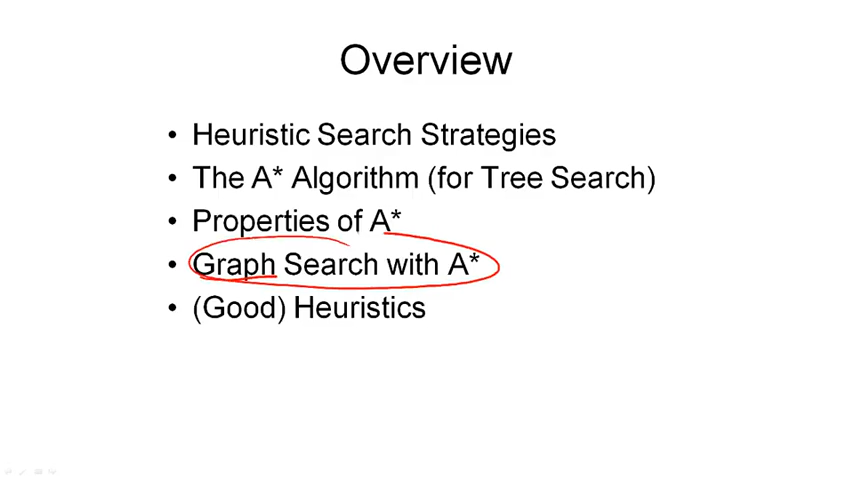 Overview
• Heuristic Search Strategies
• The A* Algorithm (for Tree Search)
• Properties of A*
• Graph Search with A*
• (Good) Heuristics